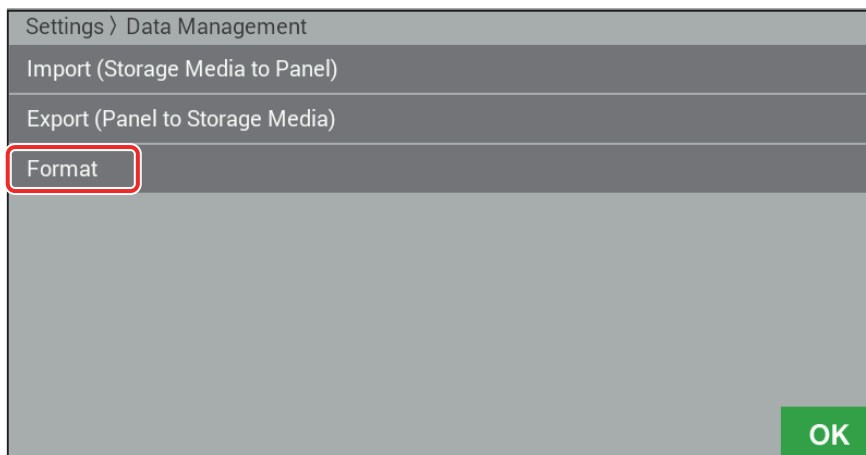 Settings 〉 Data Management
Import (Storage Media to Panel)
Export (Panel to Storage Media)
Format
OK